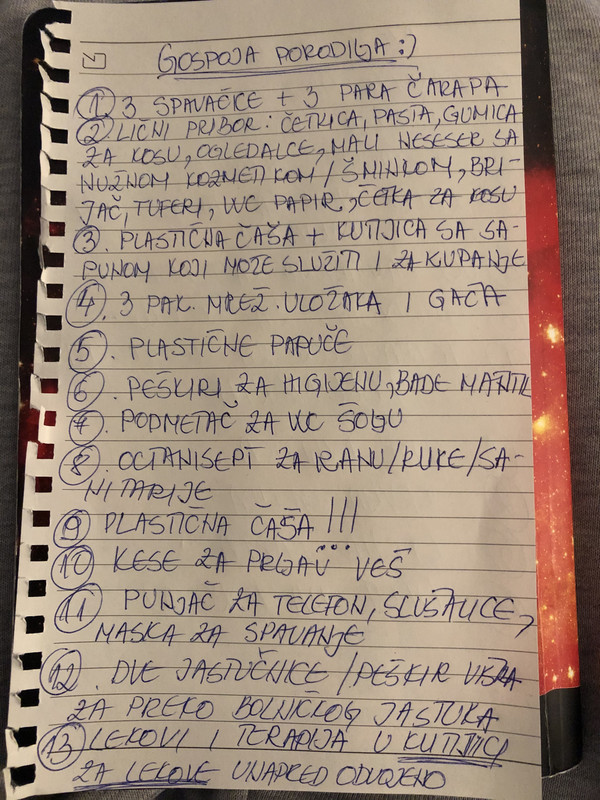 GOSPOJA PORODILJA :)
① 3 SPAVAĆICE + 3 PARA ČARAPA
② LIČNI PRIBOR: ČETKICA, PASTA, GUMICA
ZA KOSU, OGLEDALCE, MALI NESESER SA
NUŽNOM KOZMETIKOM/ŠMINKOM, BRI-
JAČ, TUFERI, WC PAPIR, ČETKA ZA KOSU
③. PLASTIČNA ČAŠA + KUTIJICA SA SA-
PUNOM KOJI MOŽE SLUŽITI I ZA KUPANJE
④. 3 PAK. MREŽ. ULOŽAKA I GAĆA
⑤. PLASTIČNE PAPUČE
⑥. PEŠKIRI ZA HIGIJENU, BADE MANTIL
⑦. PODMETAČ ZA WC ŠOLJU
⑧. OCTANISEPT ZA RANU/RUKE/SA-
NITARIJE
⑨ PLASTIČNA ČAŠA !!!
⑩ KESE ZA PRLJAV VEŠ
⑪ PUNJAČ ZA TELEFON, SLUŠALICE,
MASKA ZA SPAVANJE
⑫. DVE JASTUČNICE/PEŠKIR
ZA PREKO BOLNIČKOG JASTUKA
⑬ LEKOVI I TERAPIJA U KUTIJICI
ZA LEKOVE UNAPRED ODVOJENO